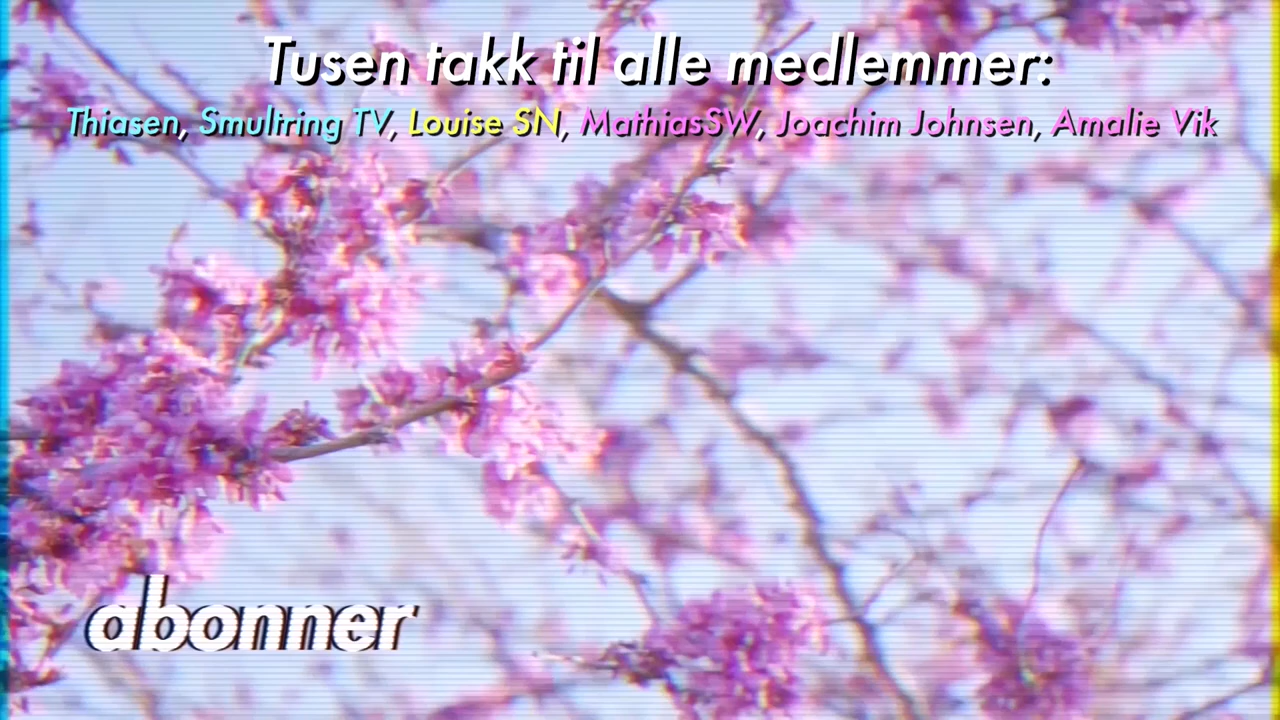 Tusen takk til alle medlemmer:
Thiasen, Smultring TV, Louise SN, MathiasSW, Joachim Johnsen, Amalie Vik
abonner